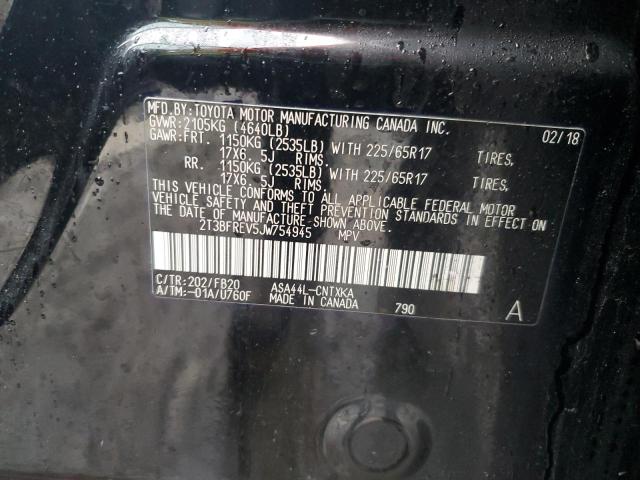 MFD.BY:TOYOTA MOTOR MANUFACTURING CANADA INC. 02/18
GVWR:2105KG (4640LB)
GAWR:FRT. 1150KG (2535LB) WITH 225/65R17 TIRES,
17X6.5J RIMS,
RR. 1150KG (2535LB) WITH 225/65R17 TIRES,
17X6.5J RIMS,
THIS VEHICLE CONFORMS TO ALL APPLICABLE FEDERAL MOTOR
VEHICLE SAFETY AND THEFT PREVENTION STANDARDS IN EFFECT ON
THE DATE OF MANUFACTURE SHOWN ABOVE.
2T3BFREV5JW754945 MPV
C/TR:202/FB20 ASA44L-CNTXKA
A/TM:-01A/U760F MADE IN CANADA 790 A